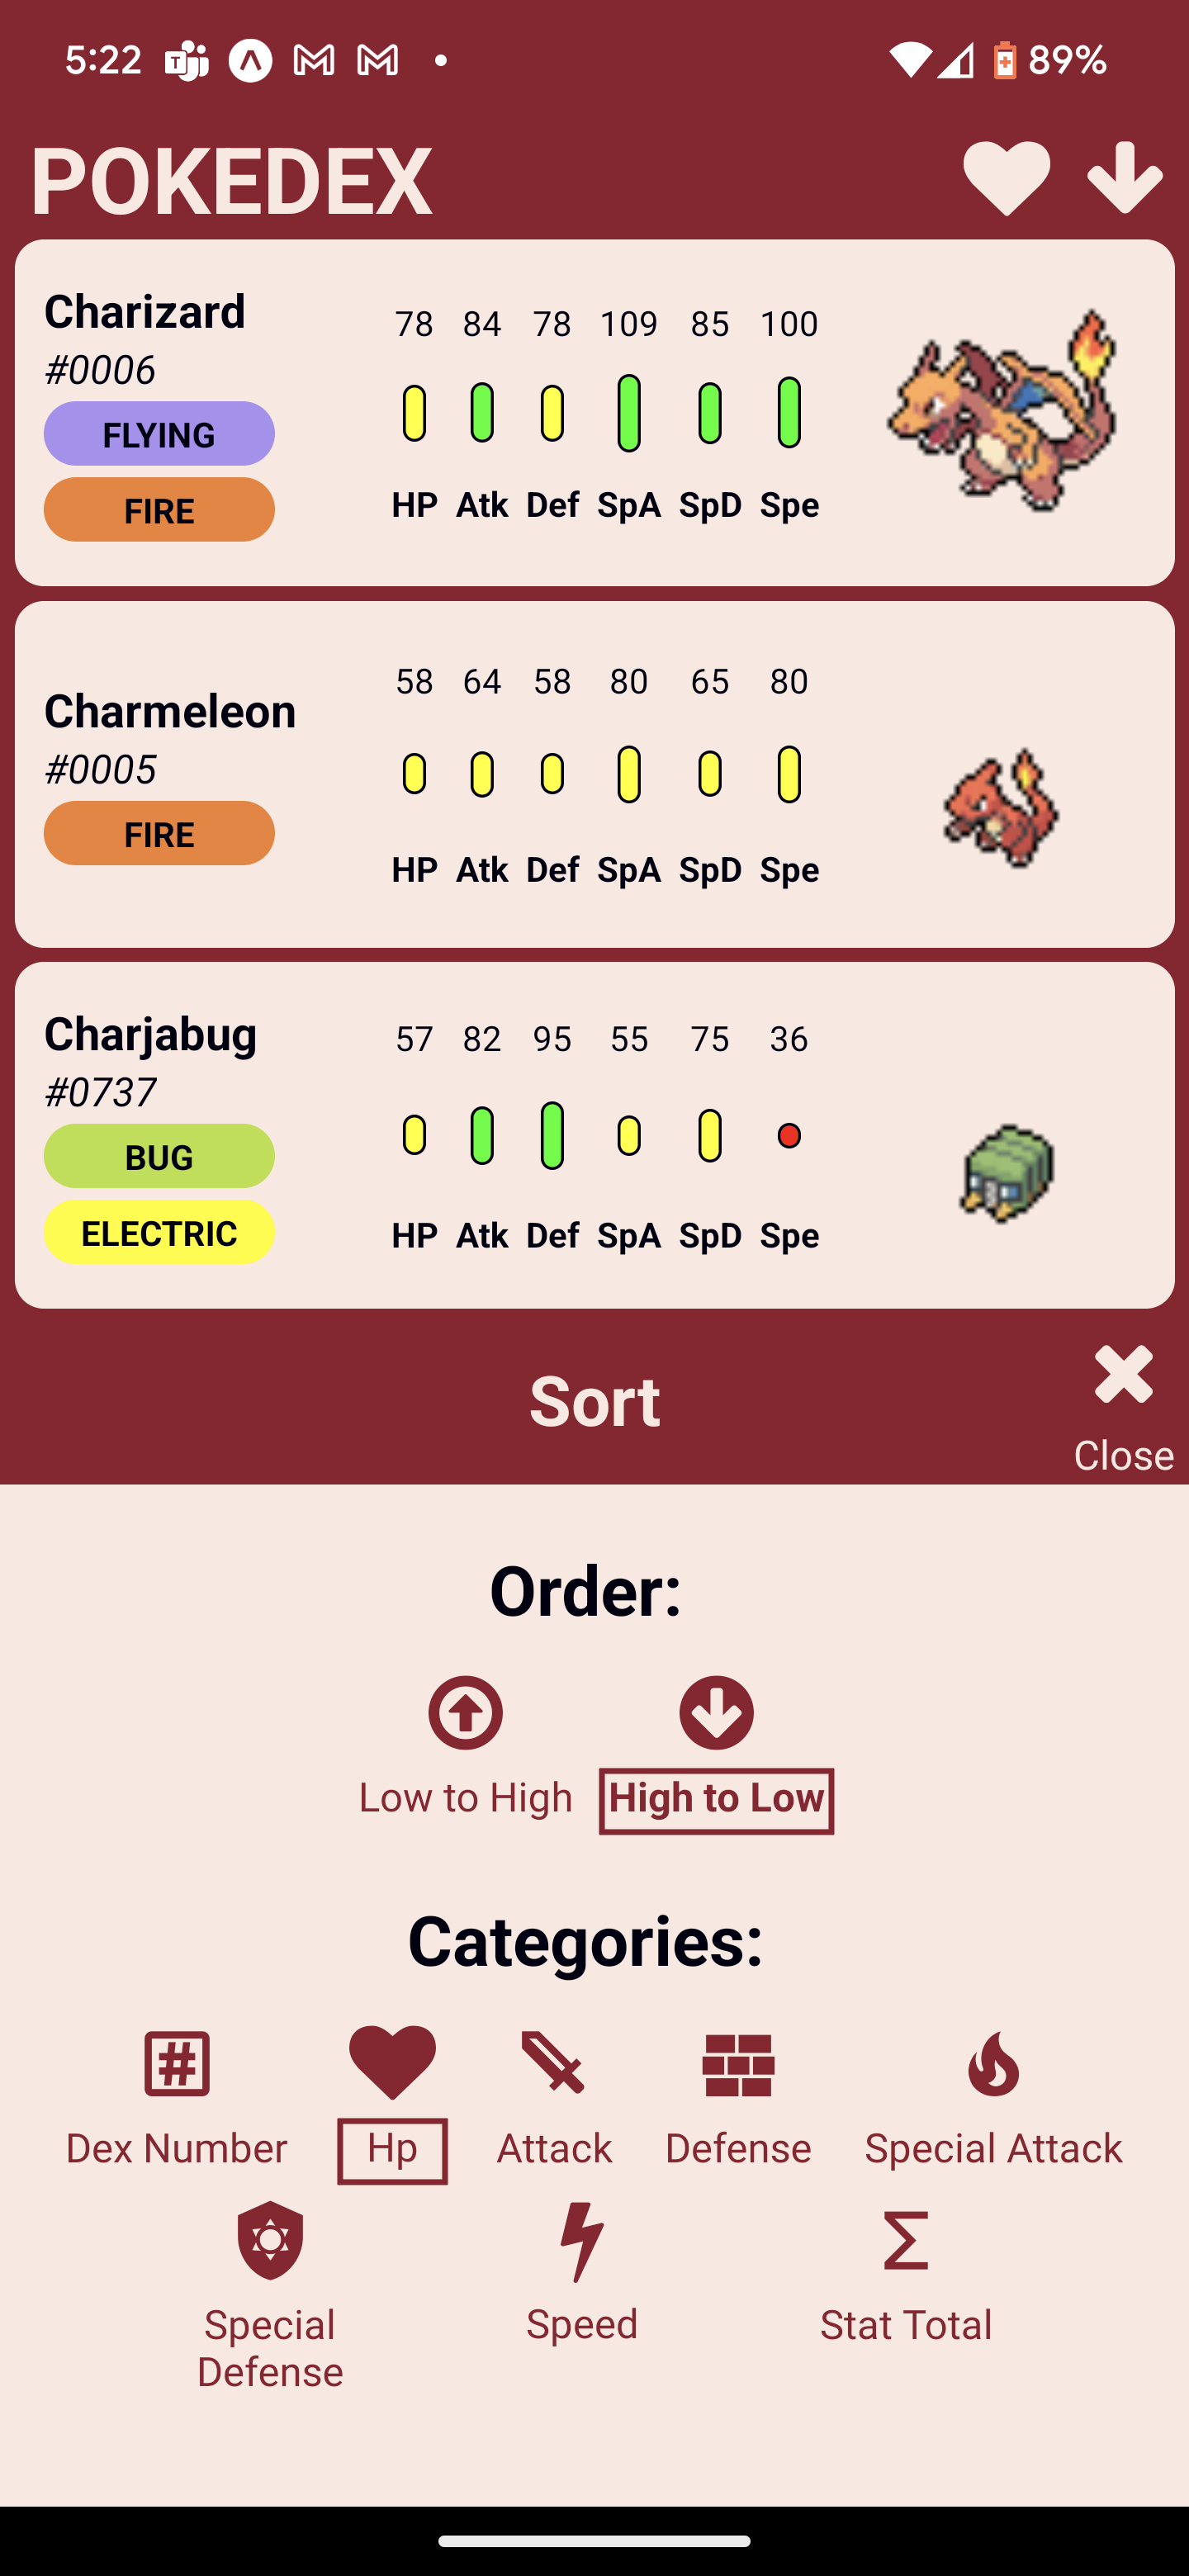 5:22 89%
POKEDEX
Charizard
#0006
FLYING
FIRE
78 84 78 109 85 100
HP Atk Def SpA SpD Spe
Charmeleon
#0005
FIRE
58 64 58 80 65 80
HP Atk Def SpA SpD Spe
Charjabug
#0737
BUG
ELECTRIC
57 82 95 55 75 36
HP Atk Def SpA SpD Spe
Sort
Close
Order:
Low to High High to Low
Categories:
Dex Number Hp Attack Defense Special Attack
Special Speed Stat Total
Defense